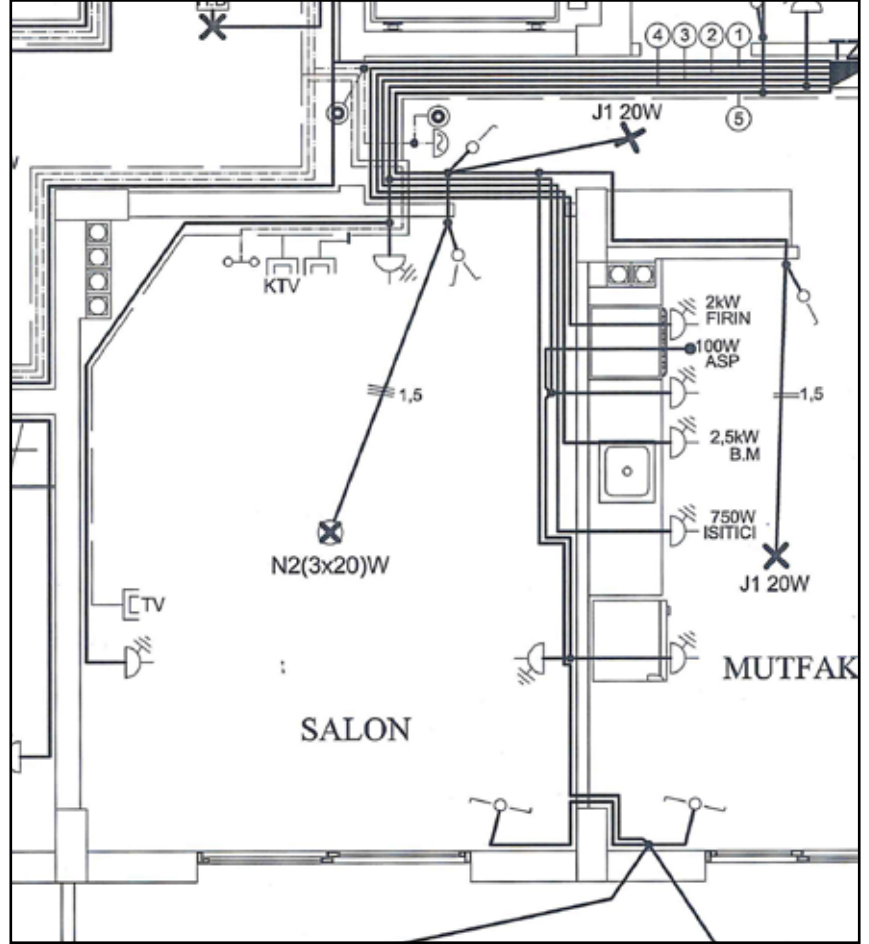 4 3 2 1
5
J1 20W
KTV
2kW
FIRIN
100W
ASP
1,5
1,5
2,5kW
B.M
750W
ISITICI
N2(3x20)W
J1 20W
TV
MUTFAK
SALON